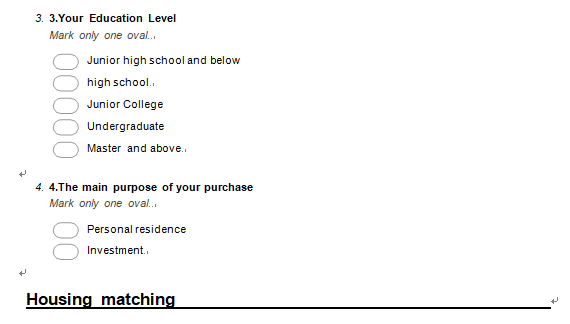 3. 3.Your Education Level
Mark only one oval..
Junior high school and below
high school..
Junior College
Undergraduate
Master and above..
4. 4.The main purpose of your purchase
Mark only one oval...
Personal residence
Investment..
Housing matching